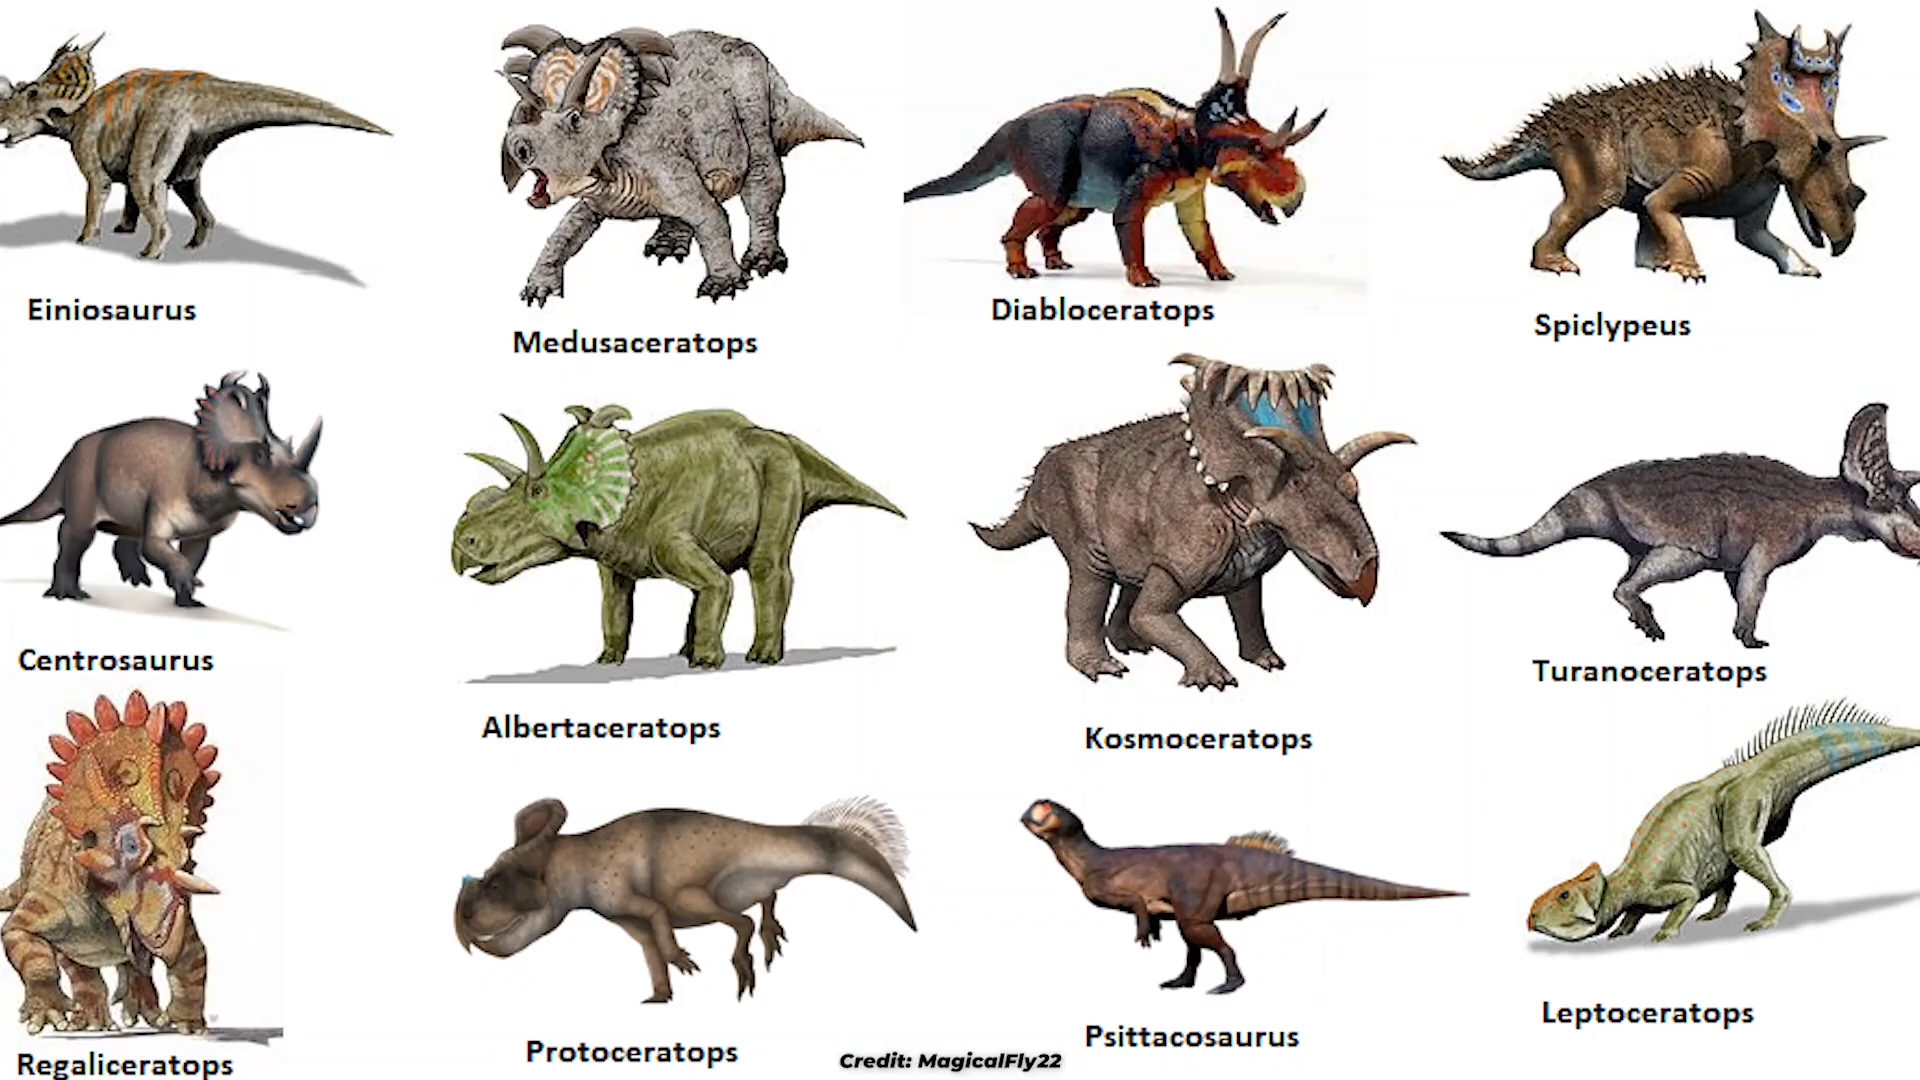 Einiosaurus
Medusaceratops
Diabloceratops
Spiclypeus
Centrosaurus
Albertaceratops
Kosmoceratops
Turanoceratops
Regaliceratops
Protoceratops
Psittacosaurus
Leptoceratops
Credit: MagicalFly22